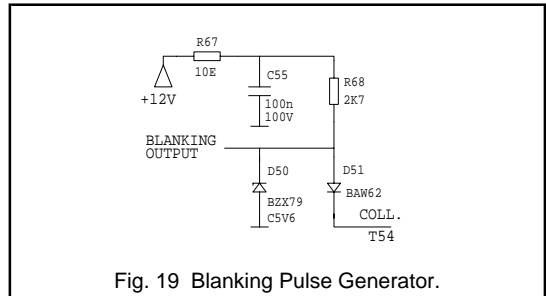 R67
10E
+12V
C55
100n
100V
R68
2K7
BLANKING
OUTPUT
D50
BZX79
C5V6
D51
BAW62
COLL.
T54
Fig. 19 Blanking Pulse Generator.